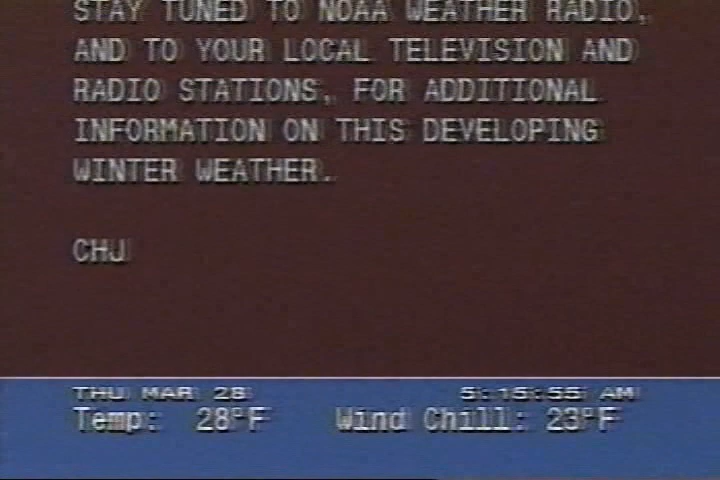 STAY TUNED TO NOAA WEATHER RADIO,
AND TO YOUR LOCAL TELEVISION AND
RADIO STATIONS, FOR ADDITIONAL
INFORMATION ON THIS DEVELOPING
WINTER WEATHER.
CHJ
THU MAR 28 5:15:55 AM
Temp: 28°F Wind Chill: 23°F